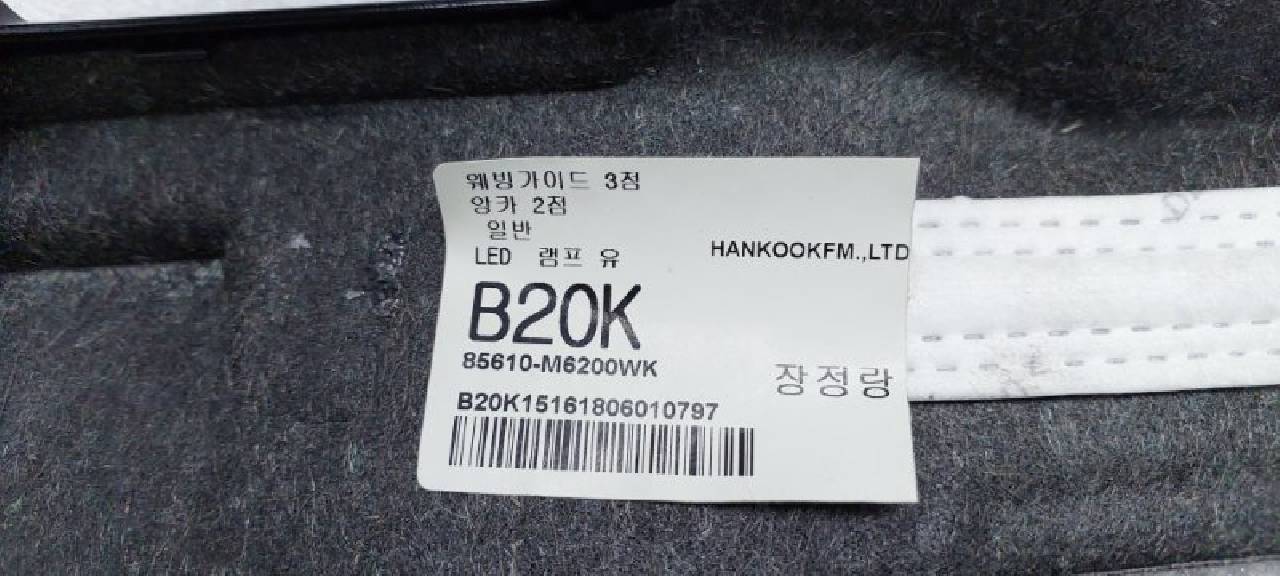 웨빙가이드 3점
앙카 2점
일반
LED 램프 유
HANKOOKFM.,LTD
B20K
85610-M6200WK
장정랑
B20K15161806010797